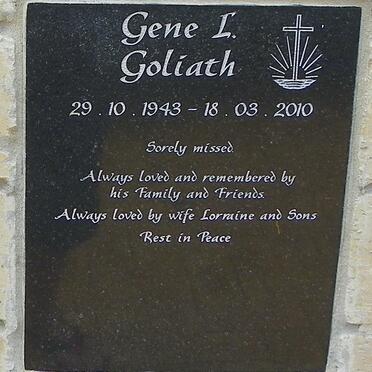 Gene L.
Goliath
29 . 10 . 1943 - 18 . 03 . 2010
Sorely missed.
Always loved and remembered by
his Family and Friends.
Always loved by wife Lorraine and Sons
Rest in Peace